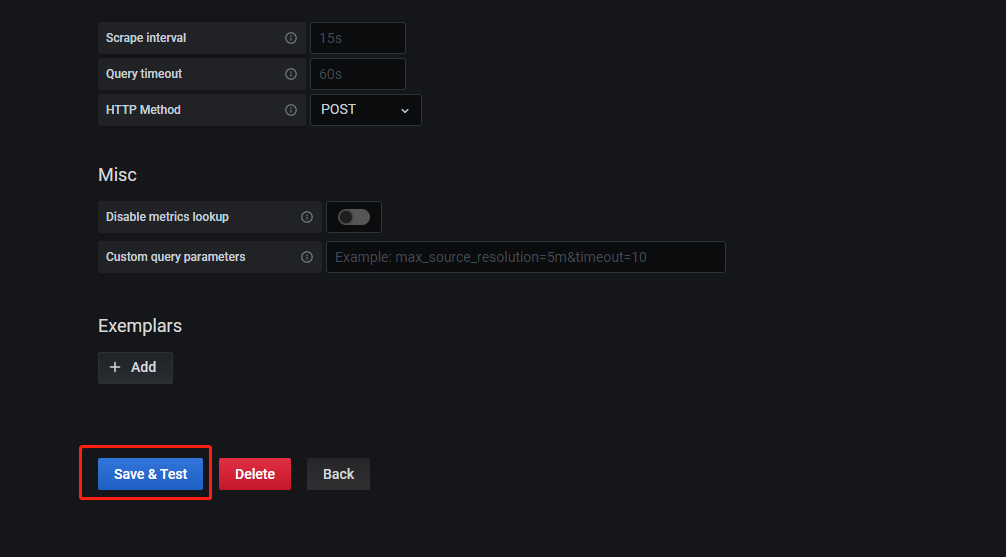 Scrape interval 15s
Query timeout 60s
HTTP Method POST
Misc
Disable metrics lookup
Custom query parameters Example: max_source_resolution=5m&timeout=10
Exemplars
+ Add
Save & Test Delete Back